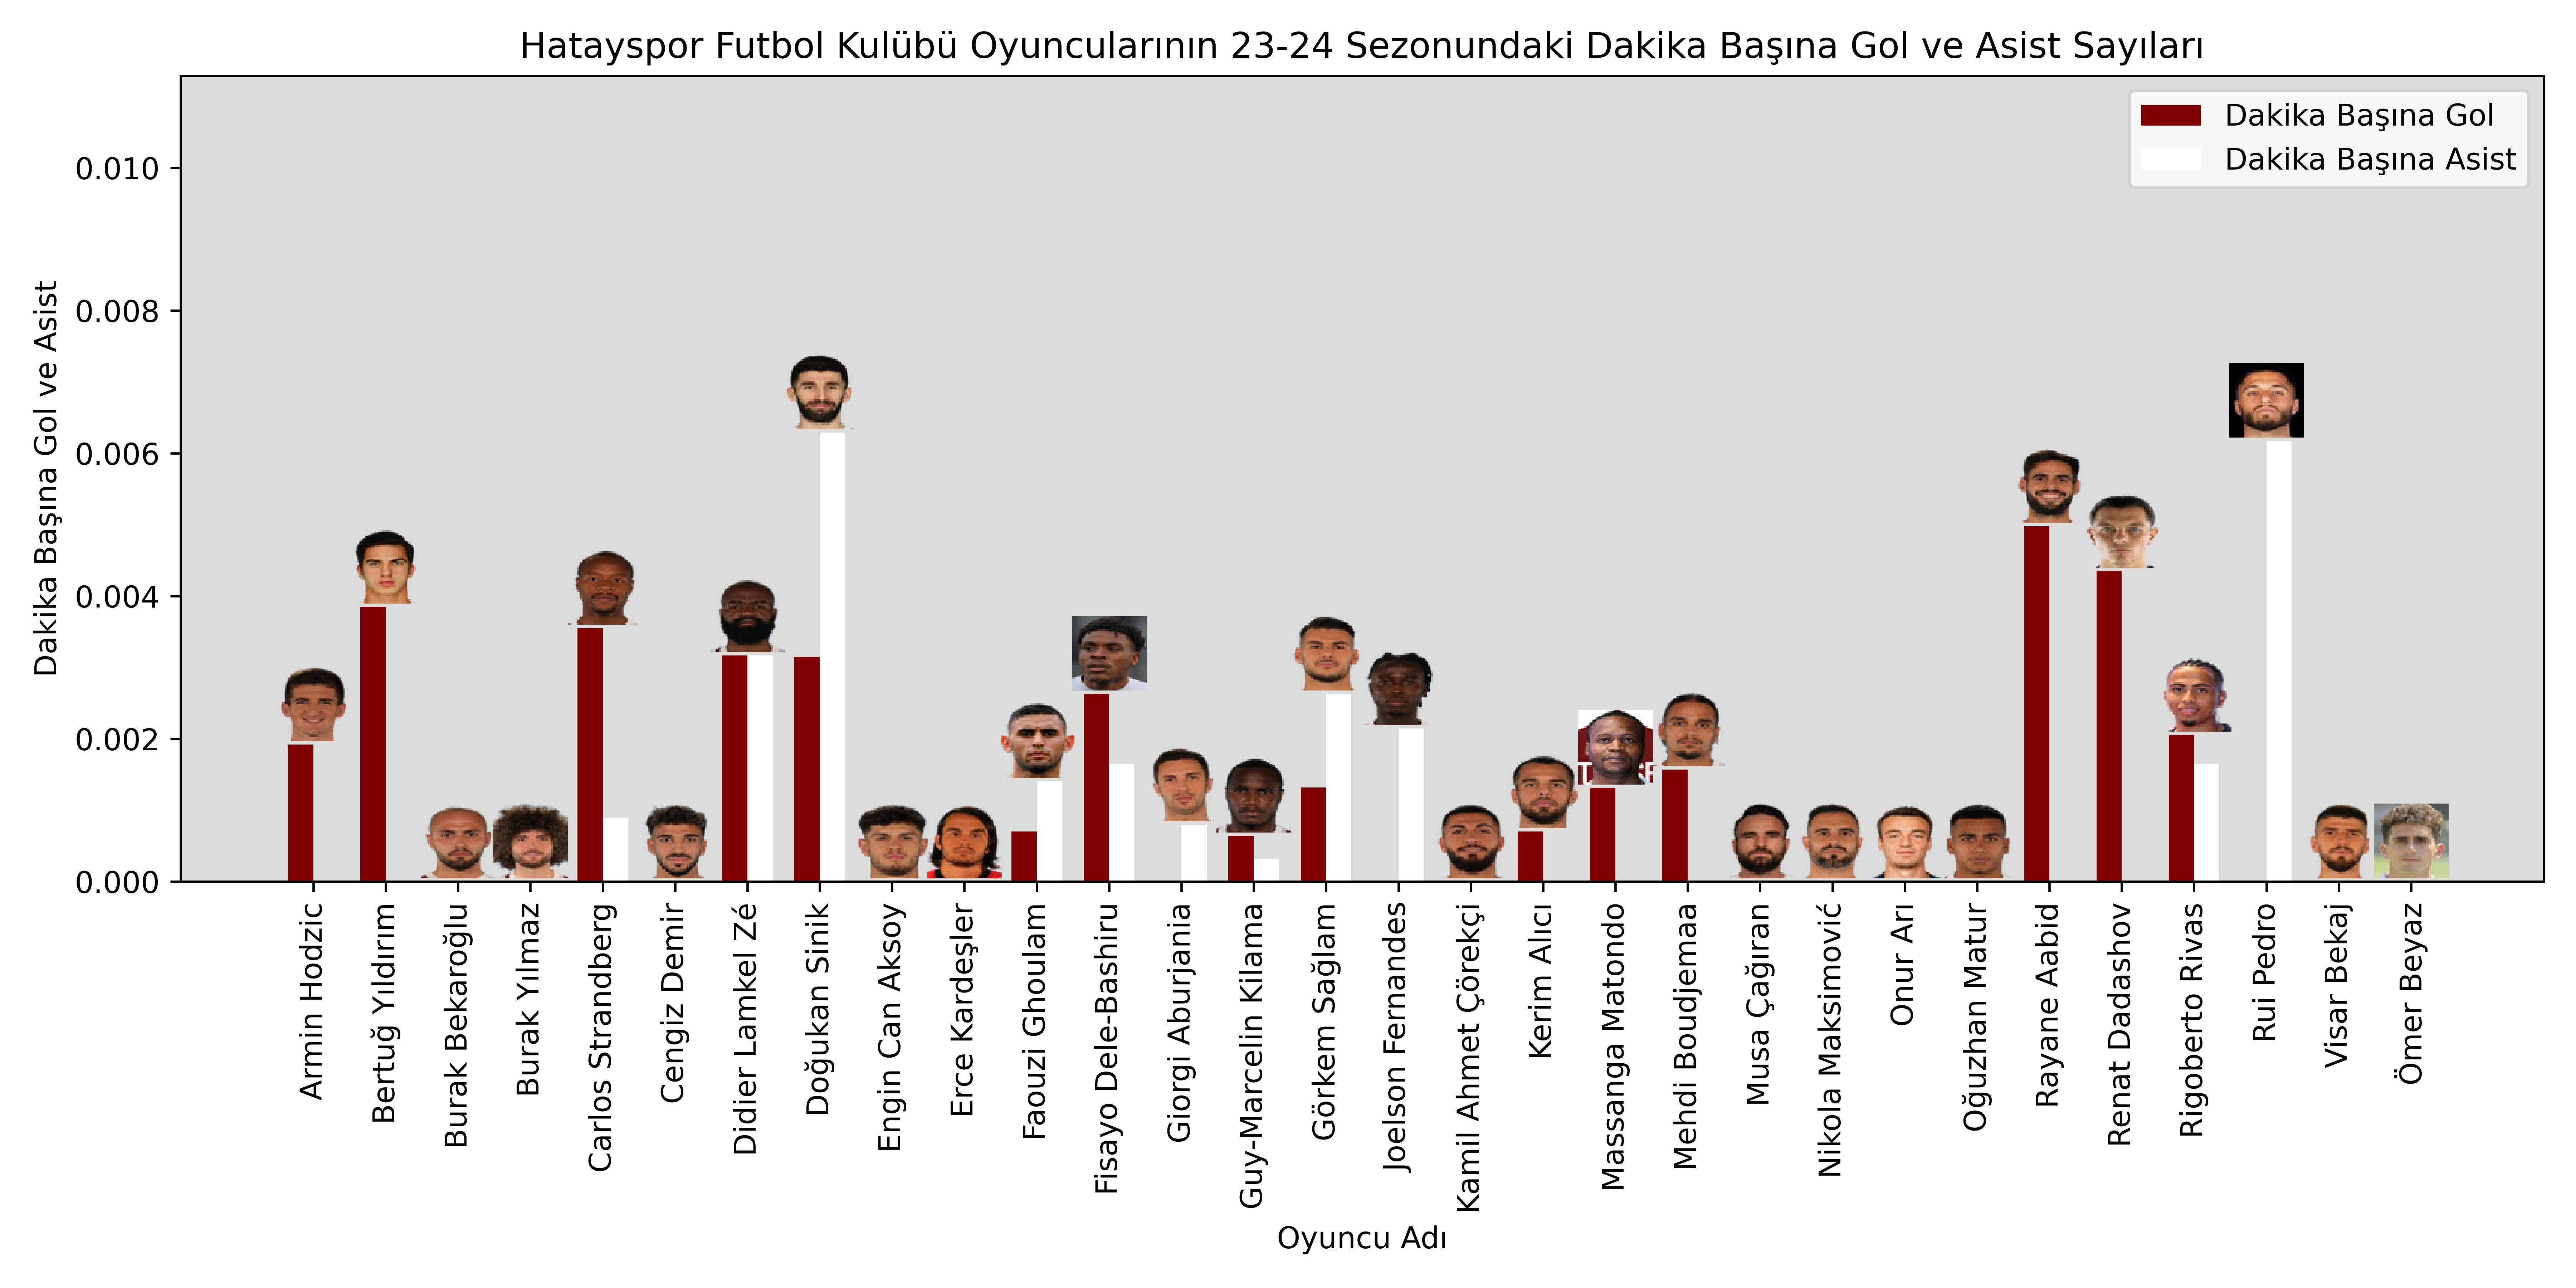 Hatayspor Futbol Kulübü Oyuncularının 23-24 Sezonundaki Dakika Başına Gol ve Asist Sayıları
Dakika Başına Gol
Dakika Başına Asist
Dakika Başına Gol ve Asist
0.010
0.008
0.006
0.004
0.002
0.000
Armin Hodzic
Bertuğ Yıldırım
Burak Bekaroğlu
Burak Yılmaz
Carlos Strandberg
Cengiz Demir
Didier Lamkel Zé
Doğukan Sinik
Engin Can Aksoy
Erce Kardeşler
Faouzi Ghoulam
Fisayo Dele-Bashiru
Giorgi Aburjania
Guy-Marcelin Kilama
Görkem Sağlam
Joelson Fernandes
Kamil Ahmet Çörekçi
Kerim Alıcı
Massanga Matondo
Mehdi Boudjemaa
Musa Çağıran
Nikola Maksimović
Onur Arı
Oğuzhan Matur
Rayane Aabid
Renat Dadashov
Rigoberto Rivas
Rui Pedro
Visar Bekaj
Ömer Beyaz
Oyuncu Adı